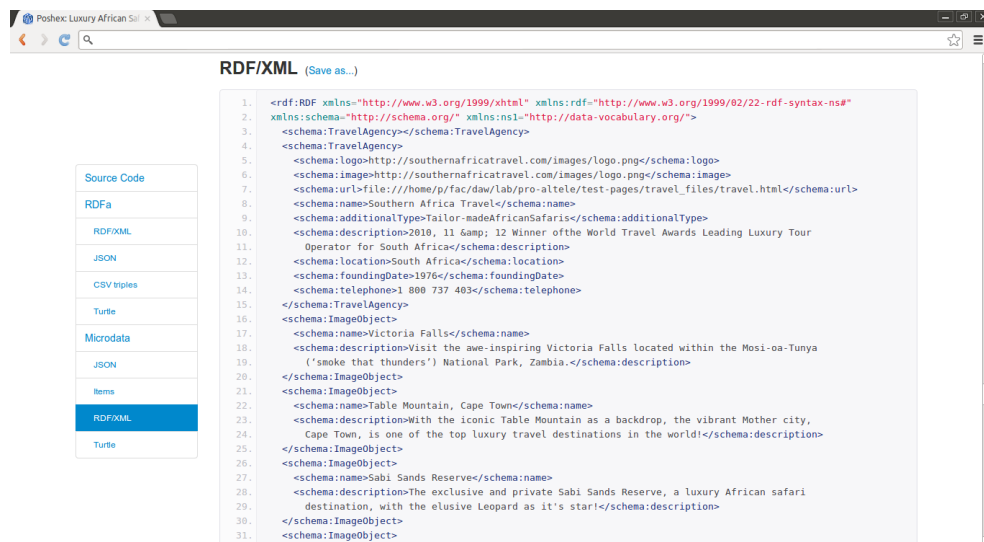 Poshex: Luxury African Sa
RDF/XML (Save as...)
Source Code
RDFa
RDF/XML
JSON
CSV triples
Turtle
Microdata
JSON
Items
RDF/XML
Turtle
1. <rdf:RDF xmlns="http://www.w3.org/1999/xhtml" xmlns:rdf="http://www.w3.org/1999/02/22-rdf-syntax-ns#"
2. xmlns:schema="http://schema.org/" xmlns:ns1="http://data-vocabulary.org/">
3. <schema:TravelAgency></schema:TravelAgency>
4. <schema:TravelAgency>
5. <schema:logo>http://southernafricatravel.com/images/logo.png</schema:logo>
6. <schema:image>http://southernafricatravel.com/images/logo.png</schema:image>
7. <schema:url>file:///home/p/fac/daw/lab/pro-altele/test-pages/travel_files/travel.html</schema:url>
8. <schema:name>Southern Africa Travel</schema:name>
9. <schema:additionalType>Tailor-madeAfricanSafaris</schema:additionalType>
10. <schema:description>2010, 11 &amp; 12 Winner ofthe World Travel Awards Leading Luxury Tour
11. Operator for South Africa</schema:description>
12. <schema:location>South Africa</schema:location>
13. <schema:foundingDate>1976</schema:foundingDate>
14. <schema:telephone>1 800 737 403</schema:telephone>
15. </schema:TravelAgency>
16. <schema:ImageObject>
17. <schema:name>Victoria Falls</schema:name>
18. <schema:description>Visit the awe-inspiring Victoria Falls located within the Mosi-oa-Tunya
19. (‘smoke that thunders’) National Park, Zambia.</schema:description>
20. </schema:ImageObject>
21. <schema:ImageObject>
22. <schema:name>Table Mountain, Cape Town</schema:name>
23. <schema:description>With the iconic Table Mountain as a backdrop, the vibrant Mother city,
24. Cape Town, is one of the top luxury travel destinations in the world!</schema:description>
25. </schema:ImageObject>
26. <schema:ImageObject>
27. <schema:name>Sabi Sands Reserve</schema:name>
28. <schema:description>The exclusive and private Sabi Sands Reserve, a luxury African safari
29. destination, with the elusive Leopard as it's star!</schema:description>
30. </schema:ImageObject>
31. <schema:ImageObject>